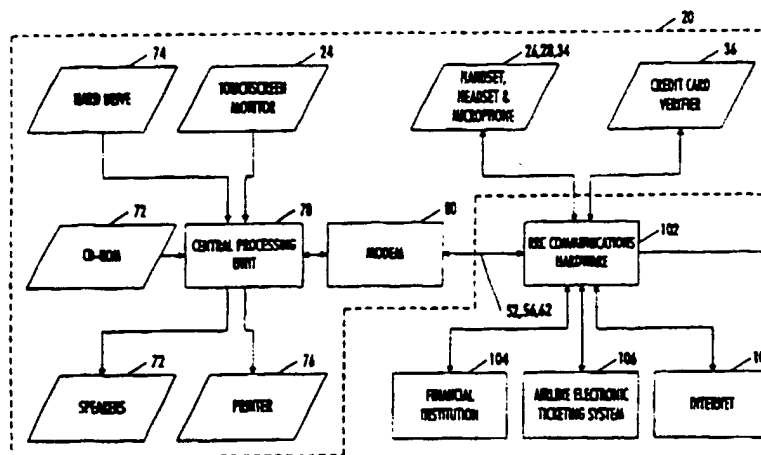 20
74
24
26,28,34
36
HARD DRIVE
TOUCHSCREEN
MONITOR
HANDSET,
HEADSET &
MICROPHONE
CREDIT CARD
VERIFIER
72
78
80
102
CD-ROM
CENTRAL PROCESSING
UNIT
MODEM
COMMUNICATIONS
HARDWARE
52,56,62
72
76
104
106
SPEAKERS
PRINTER
FINANCIAL
INSTITUTION
AIRLINE ELECTRONIC
TICKETING SYSTEM
INTERNET